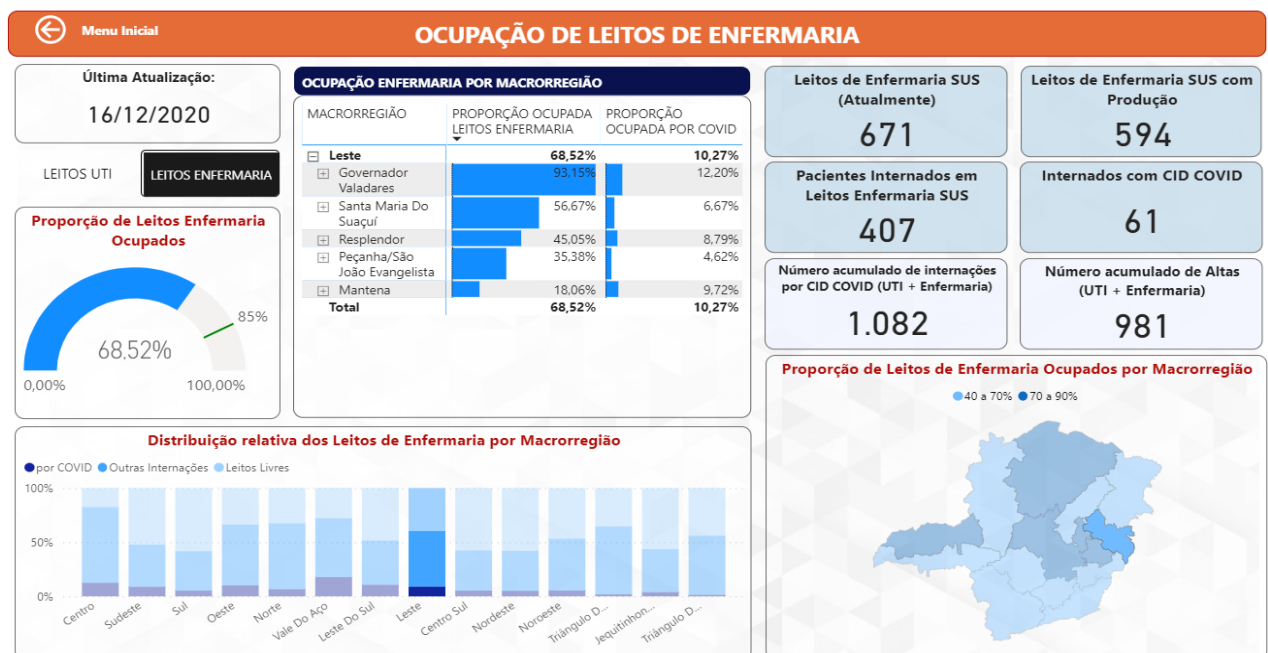 Menu Inicial
OCUPAÇÃO DE LEITOS DE ENFERMARIA
Última Atualização:
16/12/2020
LEITOS UTI
LEITOS ENFERMARIA
Proporção de Leitos Enfermaria
Ocupados
85%
68,52%
0,00%
100,00%
OCUPAÇÃO ENFERMARIA POR MACRORREGIÃO
MACRORREGIÃO PROPORÇÃO OCUPADA LEITOS ENFERMARIA PROPORÇÃO OCUPADA POR COVID
Leste 68,52% 10,27%
Governador Valadares 93,15% 12,20%
Santa Maria Do Suaçuí 56,67% 6,67%
Resplendor 45,05% 8,79%
Peçanha/São João Evangelista 35,38% 4,62%
Mantena 18,06% 9,72%
Total 68,52% 10,27%
Leitos de Enfermaria SUS
(Atualmente)
671
Leitos de Enfermaria SUS com
Produção
594
Pacientes Internados em
Leitos Enfermaria SUS
407
Internados com CID COVID
61
Número acumulado de internações
por CID COVID (UTI + Enfermaria)
1.082
Número acumulado de Altas
(UTI + Enfermaria)
981
Distribuição relativa dos Leitos de Enfermaria por Macrorregião
por COVID Outras Internações Leitos Livres
100%
50%
0%
Centro
Sudeste
Sul
Oeste
Norte
Vale Do Aço
Leste Do Sul
Leste
Centro Sul
Nordeste
Noroeste
Triângulo D...
Jequitinhon...
Triângulo D...
Proporção de Leitos de Enfermaria Ocupados por Macrorregião
40 a 70% 70 a 90%